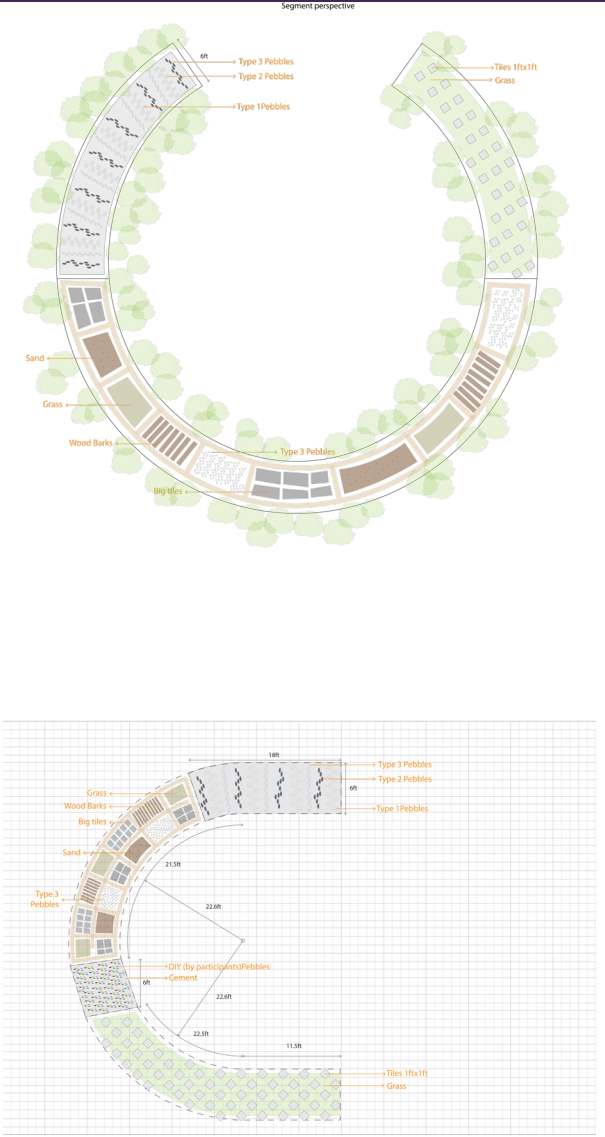 Segment perspective
6ft
Type 3 Pebbles
Type 2 Pebbles
Type 1Pebbles
Tiles 1ftx1ft
Grass
Sand
Grass
Wood Barks
Type 3 Pebbles
Big tiles
18ft
Type 3 Pebbles
Type 2 Pebbles
6ft
Type 1Pebbles
Grass
Wood Barks
Big tiles
Sand
21.5ft
Type 3
Pebbles
22.6ft
DIY (by participants)Pebbles
Cement
6ft
22.6ft
22.5ft
11.5ft
Tiles 1ftx1ft
Grass